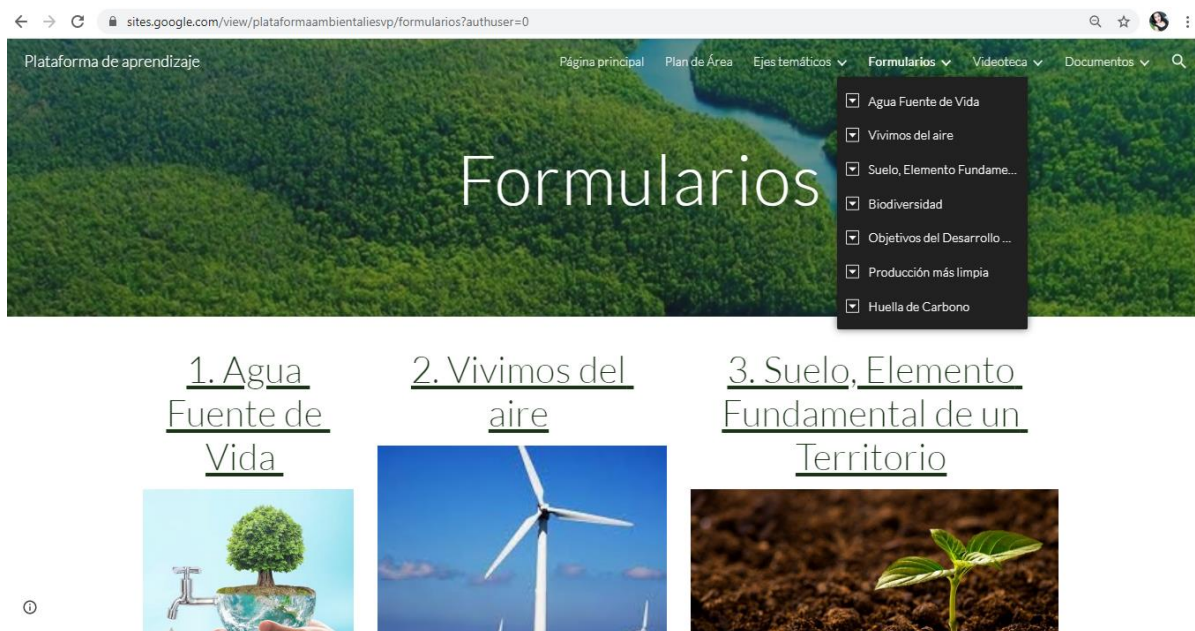 sites.google.com/view/plataformaambientaliesvp/formularios?authuser=0
Plataforma de aprendizaje
Página principal
Plan de Área
Ejes temáticos
Formularios
Videoteca
Documentos
Agua Fuente de Vida
Vivimos del aire
Suelo, Elemento Fundame...
Biodiversidad
Objetivos del Desarrollo ...
Producción más limpia
Huella de Carbono
Formularios
1. Agua
Fuente de
Vida
2. Vivimos del
aire
3. Suelo, Elemento
Fundamental de un
Territorio